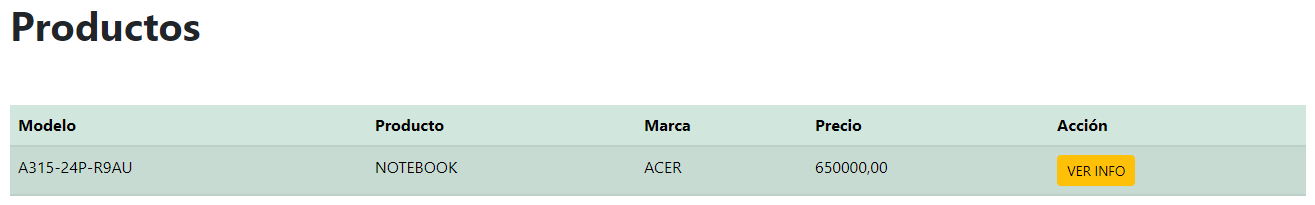 Productos
Modelo Producto Marca Precio Acción
A315-24P-R9AU NOTEBOOK ACER 650000,00 VER INFO